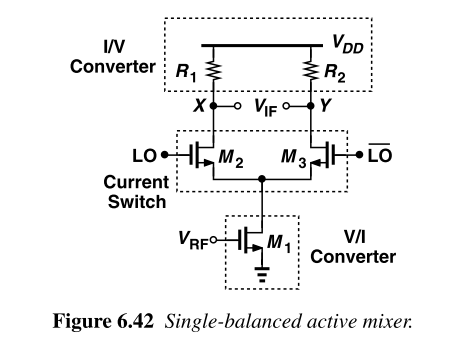 I/V
Converter
V_DD
R_1
R_2
X
V_IF
Y
LO
M_2
M_3
L̅O̅
Current
Switch
V_RF
M_1
V/I
Converter
Figure 6.42 Single-balanced active mixer.